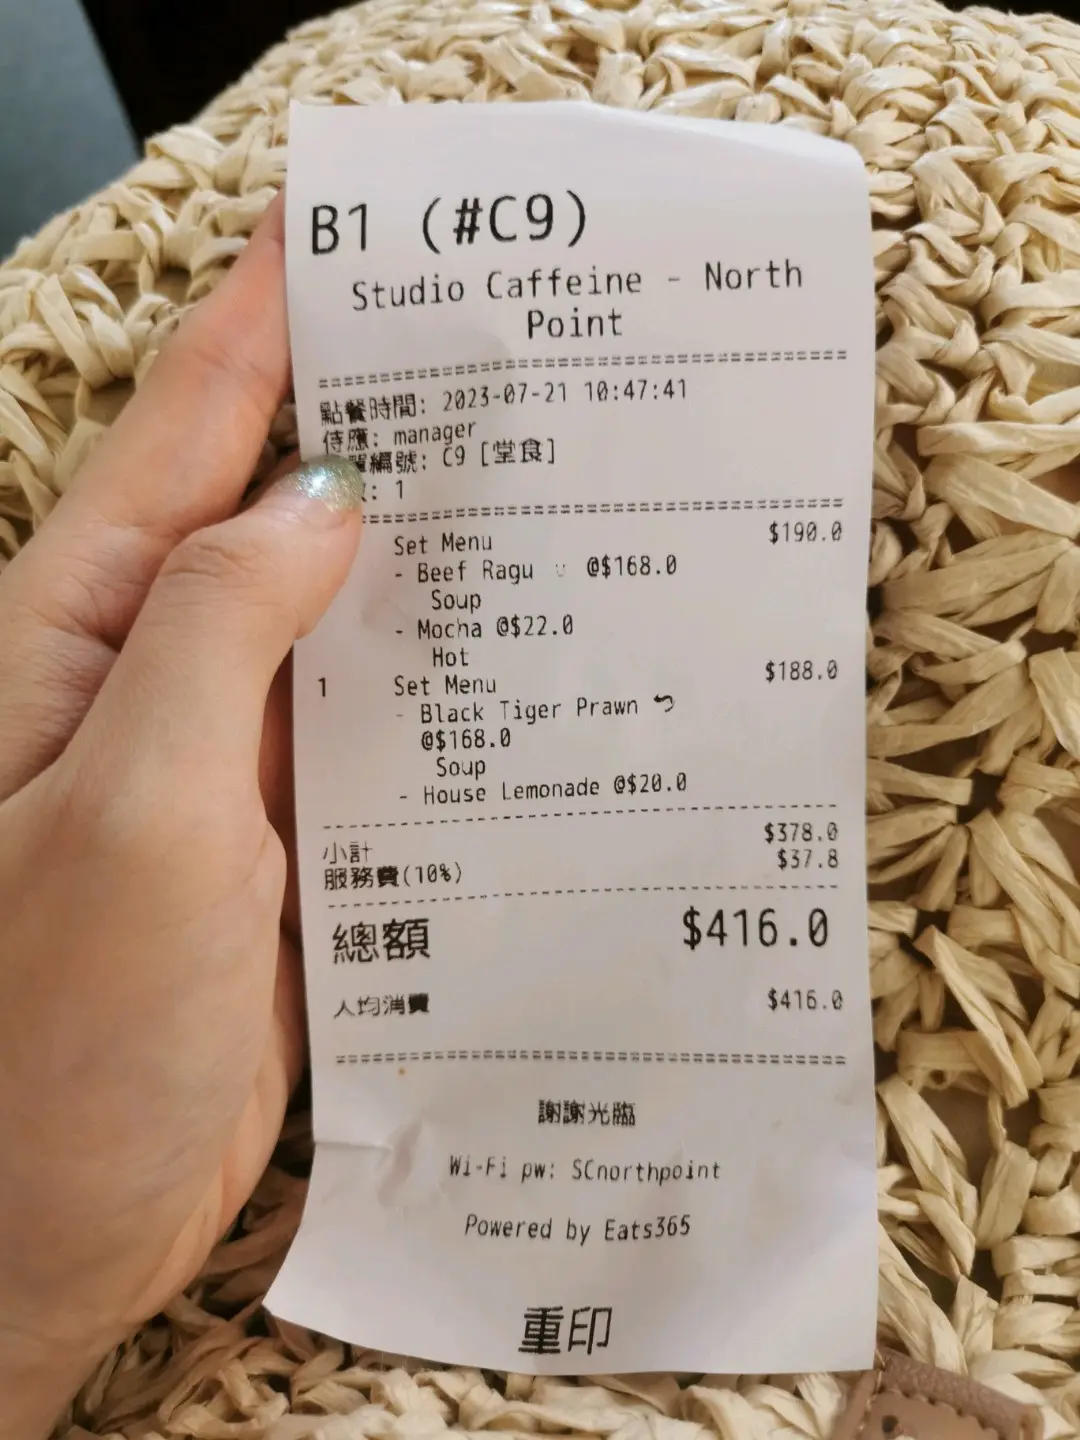 B1 (#C9)
Studio Caffeine - North
Point
點餐時間: 2023-07-21 10:47:41
侍應: manager
單編號: C9 [堂食]
: 1
Set Menu $190.0
- Beef Ragu @$168.0
Soup
- Mocha @$22.0
Hot
1 Set Menu $188.0
- Black Tiger Prawn
@$168.0
Soup
- House Lemonade @$20.0
小計 $378.0
服務費(10%) $37.8
總額 $416.0
人均消費 $416.0
謝謝光臨
Wi-Fi pw: SCnorthpoint
Powered by Eats365
重印